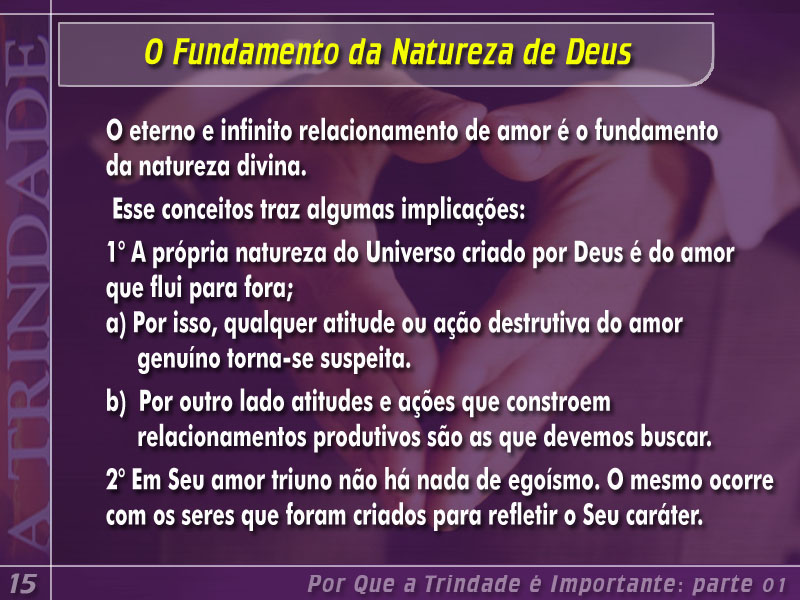 O Fundamento da Natureza de Deus
A TRINDADE
O eterno e infinito relacionamento de amor é o fundamento
da natureza divina.
Esse conceitos traz algumas implicações:
1º A própria natureza do Universo criado por Deus é do amor
que flui para fora;
a) Por isso, qualquer atitude ou ação destrutiva do amor
genuíno torna-se suspeita.
b) Por outro lado atitudes e ações que constroem
relacionamentos produtivos são as que devemos buscar.
2º Em Seu amor triuno não há nada de egoísmo. O mesmo ocorre
com os seres que foram criados para refletir o Seu caráter.
15
Por Que a Trindade é Importante: parte 01